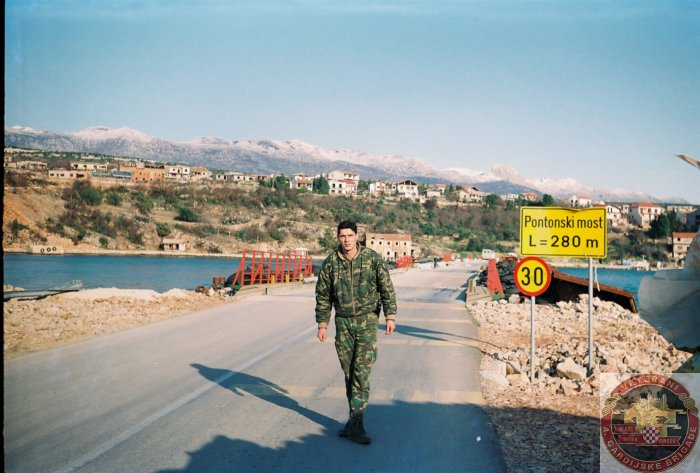 Pontonski most
L = 280 m
30
VETERANI
4. GARDIJSKE BRIGADE